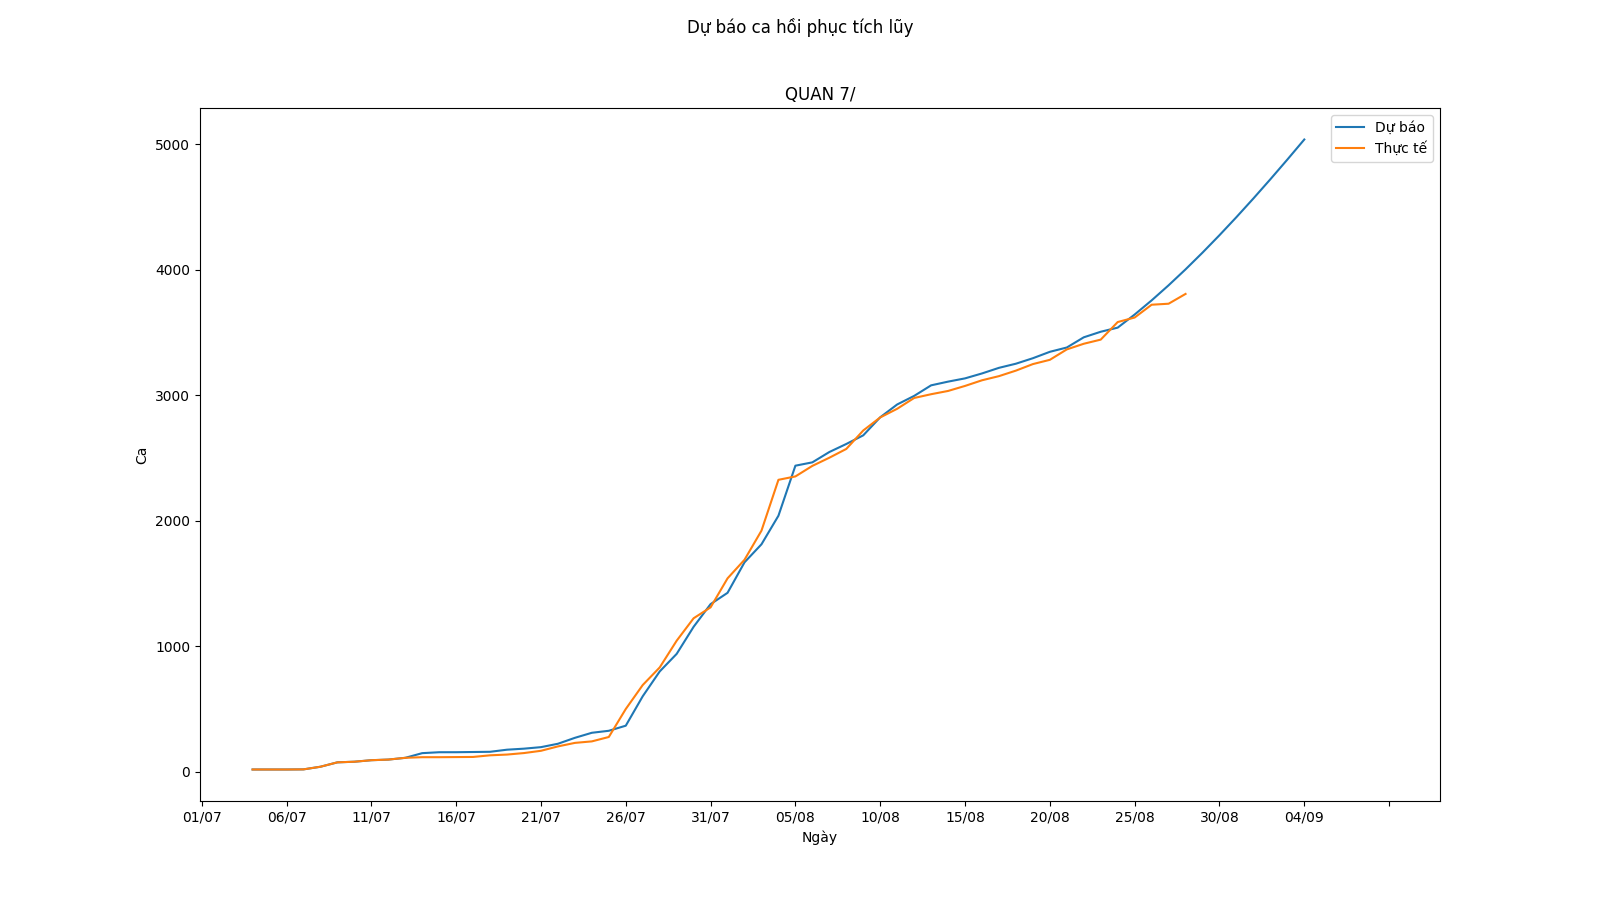 Dự báo ca hồi phục tích lũy
QUAN 7/
Dự báo
Thực tế
5000
4000
3000
2000
1000
0
Ca
01/07 06/07 11/07 16/07 21/07 26/07 31/07 05/08 10/08 15/08 20/08 25/08 30/08 04/09
Ngày